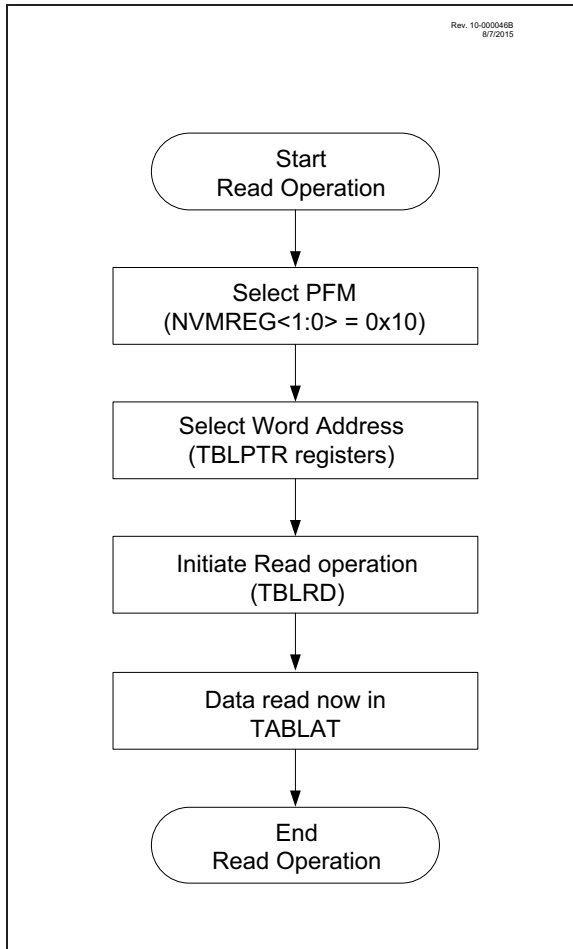 Rev. 10-000046B
8/7/2015
Start
Read Operation
Select PFM
(NVMREG<1:0> = 0x10)
Select Word Address
(TBLPTR registers)
Initiate Read operation
(TBLRD)
Data read now in
TABLAT
End
Read Operation